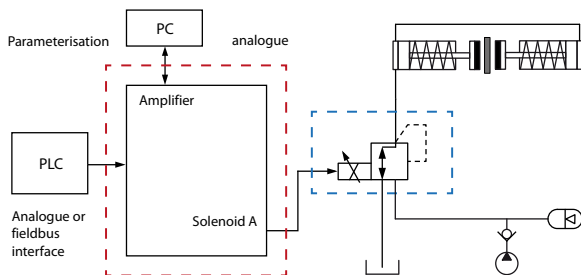 PC
Parameterisation
analogue
Amplifier
PLC
Solenoid A
Analogue or
fieldbus
interface